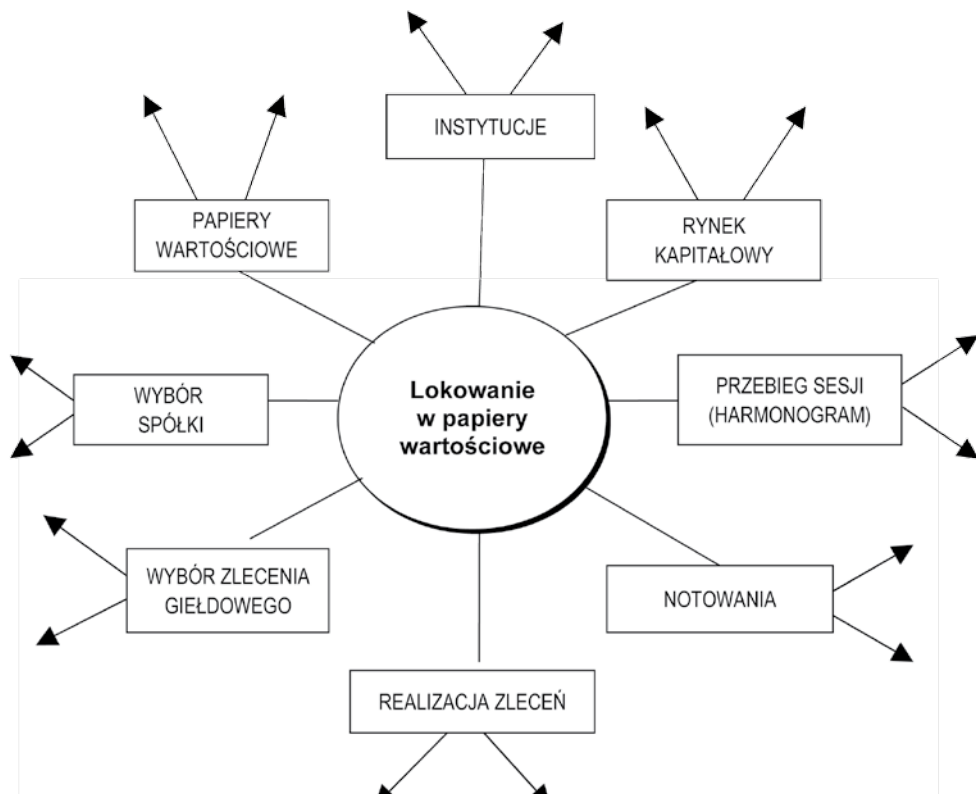 INSTYTUCJE
PAPIERY
WARTOŚCIOWE
RYNEK
KAPITAŁOWY
WYBÓR
SPÓŁKI
Lokowanie
w papiery
wartościowe
PRZEBIEG SESJI
(HARMONOGRAM)
WYBÓR ZLECENIA
GIEŁDOWEGO
NOTOWANIA
REALIZACJA ZLECEŃ